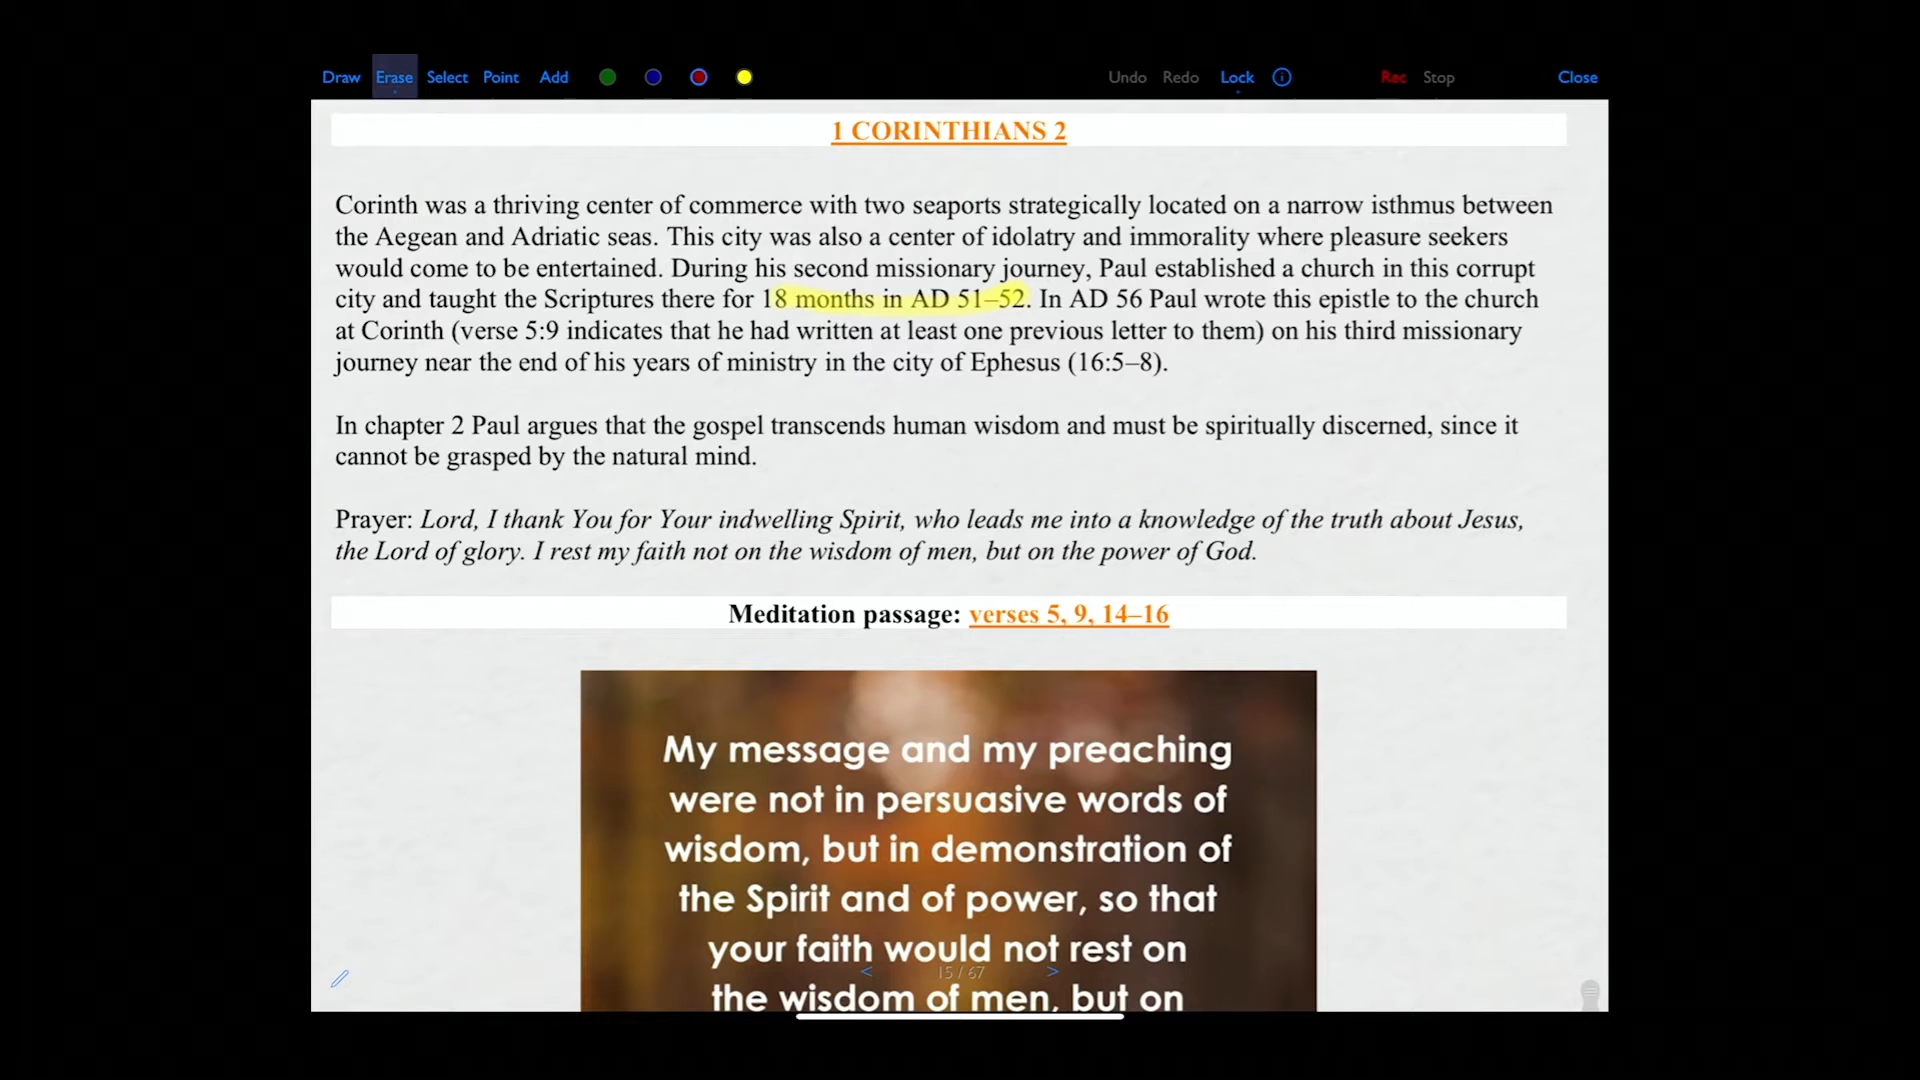 Draw Erase Select Point Add Undo Redo Lock Rec Stop Close
1 CORINTHIANS 2
Corinth was a thriving center of commerce with two seaports strategically located on a narrow isthmus between
the Aegean and Adriatic seas. This city was also a center of idolatry and immorality where pleasure seekers
would come to be entertained. During his second missionary journey, Paul established a church in this corrupt
city and taught the Scriptures there for 18 months in AD 51–52. In AD 56 Paul wrote this epistle to the church
at Corinth (verse 5:9 indicates that he had written at least one previous letter to them) on his third missionary
journey near the end of his years of ministry in the city of Ephesus (16:5–8).
In chapter 2 Paul argues that the gospel transcends human wisdom and must be spiritually discerned, since it
cannot be grasped by the natural mind.
Prayer: Lord, I thank You for Your indwelling Spirit, who leads me into a knowledge of the truth about Jesus,
the Lord of glory. I rest my faith not on the wisdom of men, but on the power of God.
Meditation passage: verses 5, 9, 14–16
My message and my preaching
were not in persuasive words of
wisdom, but in demonstration of
the Spirit and of power, so that
your faith would not rest on
< 15 / 67 >
the wisdom of men, but on